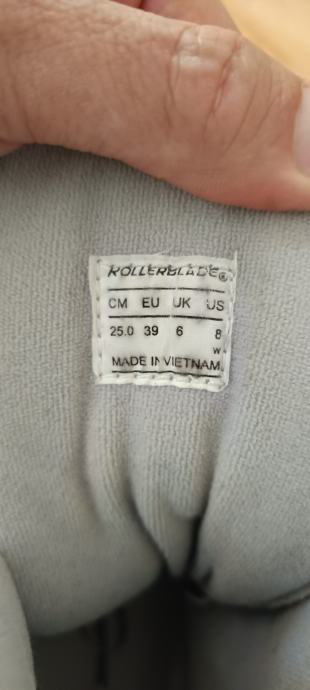 ROLLERBLADE®
CM EU UK US
25.0 39 6 8
W
MADE IN VIETNAM